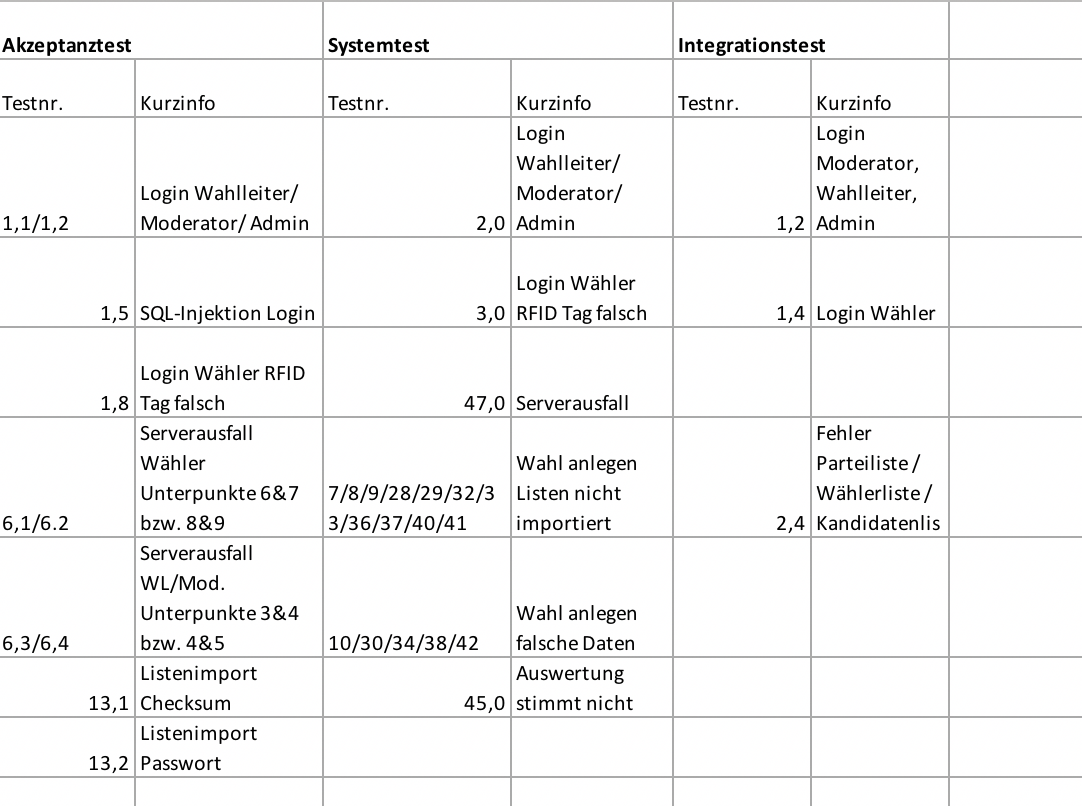 Akzeptanztest Systemtest Integrationstest
Testnr. Kurzinfo Testnr. Kurzinfo Testnr. Kurzinfo
1,1/1,2
Login Wahlleiter/
Moderator/ Admin
2,0
Login
Wahlleiter/
Moderator/
Admin
1,2
Login
Moderator,
Wahlleiter,
Admin
1,5
SQL-Injektion Login
3,0
Login Wähler
RFID Tag falsch
1,4
Login Wähler
1,8
Login Wähler RFID
Tag falsch
47,0
Serverausfall
6,1/6.2
Serverausfall
Wähler
Unterpunkte 6&7
bzw. 8&9
7/8/9/28/29/32/3
3/36/37/40/41
Wahl anlegen
Listen nicht
importiert
2,4
Fehler
Parteiliste /
Wählerliste /
Kandidatenlis
6,3/6,4
Serverausfall
WL/Mod.
Unterpunkte 3&4
bzw. 4&5
10/30/34/38/42
Wahl anlegen
falsche Daten
13,1
Listenimport
Checksum
45,0
Auswertung
stimmt nicht
13,2
Listenimport
Passwort